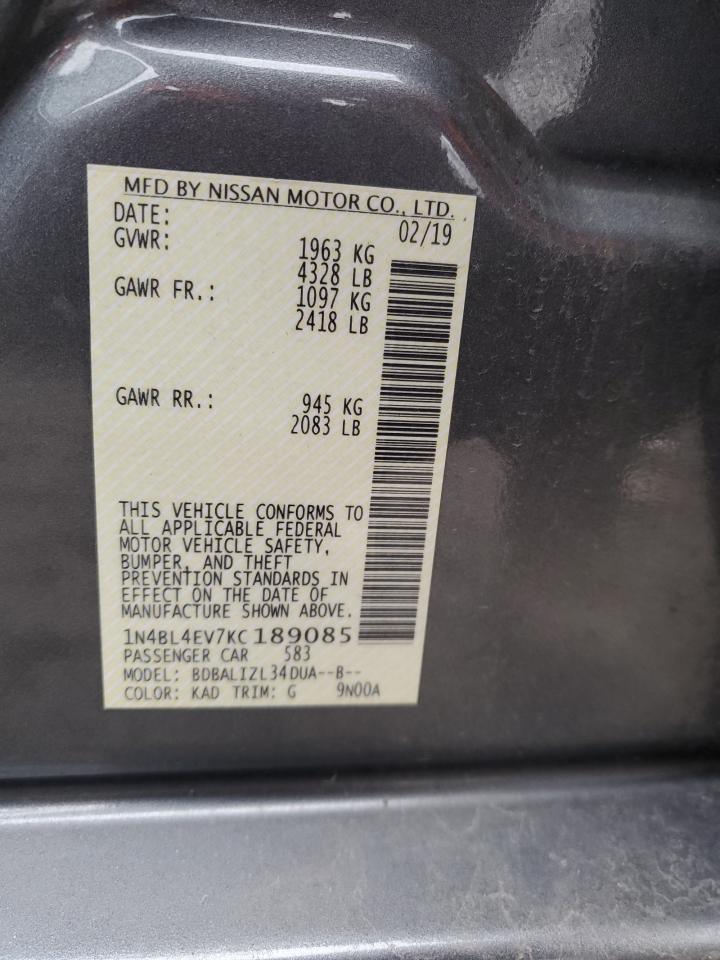 MFD BY NISSAN MOTOR CO., LTD.
DATE: 02/19
GVWR: 1963 KG
4328 LB
GAWR FR.: 1097 KG
2418 LB
GAWR RR.: 945 KG
2083 LB
THIS VEHICLE CONFORMS TO
ALL APPLICABLE FEDERAL
MOTOR VEHICLE SAFETY,
BUMPER, AND THEFT
PREVENTION STANDARDS IN
EFFECT ON THE DATE OF
MANUFACTURE SHOWN ABOVE.
1N4BL4EV7KC189085
PASSENGER CAR 583
MODEL: BDBALIZL34DUA--B--
COLOR: KAD TRIM: G 9N00A